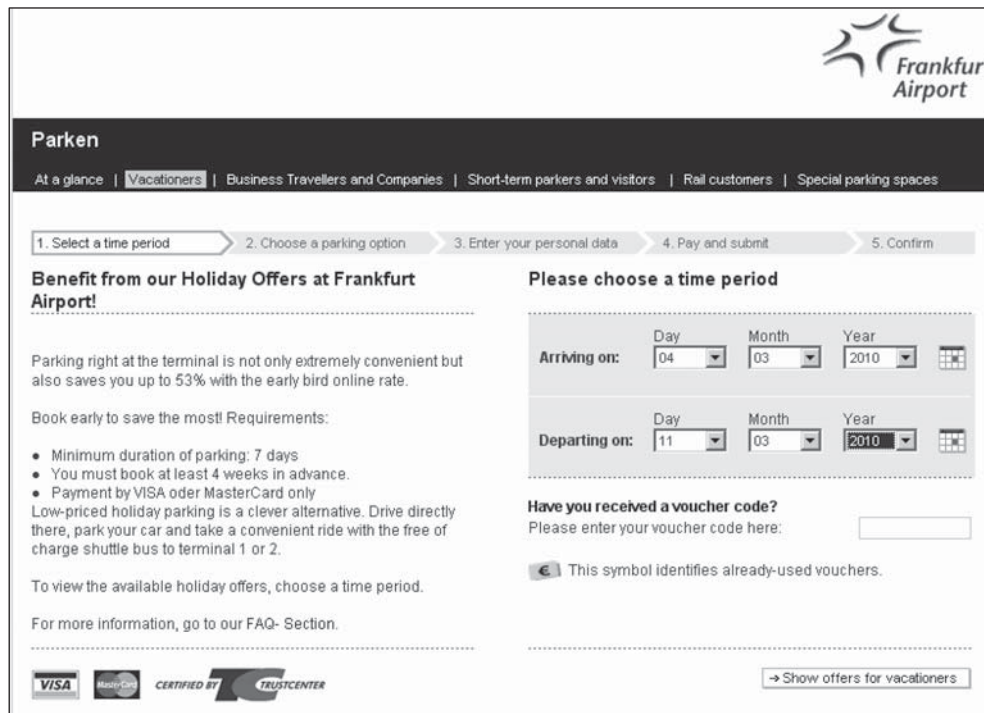 Frankfur
Airport
Parken
At a glance | Vacationers | Business Travellers and Companies | Short-term parkers and visitors | Rail customers | Special parking spaces
1. Select a time period 2. Choose a parking option 3. Enter your personal data 4. Pay and submit 5. Confirm
Benefit from our Holiday Offers at Frankfurt
Airport!
Parking right at the terminal is not only extremely convenient but
also saves you up to 53% with the early bird online rate.
Book early to save the most! Requirements:
• Minimum duration of parking: 7 days
• You must book at least 4 weeks in advance.
• Payment by VISA oder MasterCard only
Low-priced holiday parking is a clever alternative. Drive directly
there, park your car and take a convenient ride with the free of
charge shuttle bus to terminal 1 or 2.
To view the available holiday offers, choose a time period.
For more information, go to our FAQ- Section.
VISA MasterCard CERTIFIED BY TC TRUSTCENTER
Please choose a time period
Day Month Year
Arriving on: 04 03 2010
Day Month Year
Departing on: 11 03 2010
Have you received a voucher code?
Please enter your voucher code here:
€ This symbol identifies already-used vouchers.
→ Show offers for vacationers